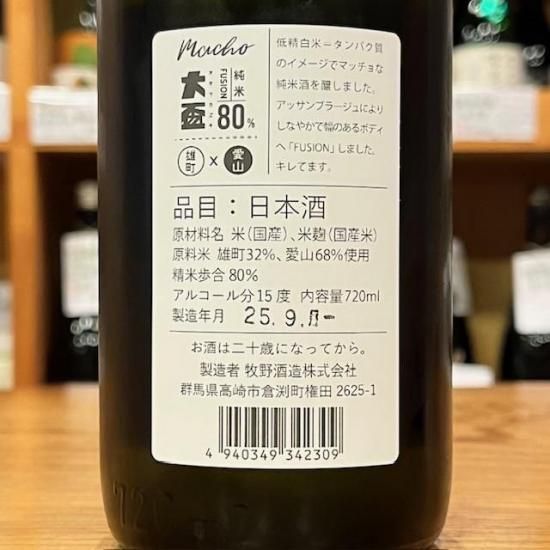 Macho
大盃
純米
FUSION
80%
雄町 × 愛山
低精白米=タンパク質
のイメージでマッチョな
純米酒を醸しました。
アッサンブラージュにより
しなやかで幅のあるボディ
へ「FUSION」しました。
キレてます。
品目：日本酒
原材料名 米(国産)、米麹(国産米)
原料米 雄町32%、愛山68%使用
精米歩合 80%
アルコール分15度 内容量720ml
製造年月 25.9.
お酒は二十歳になってから。
製造者 牧野酒造株式会社
群馬県高崎市倉渕町権田 2625-1
4 940349 342309